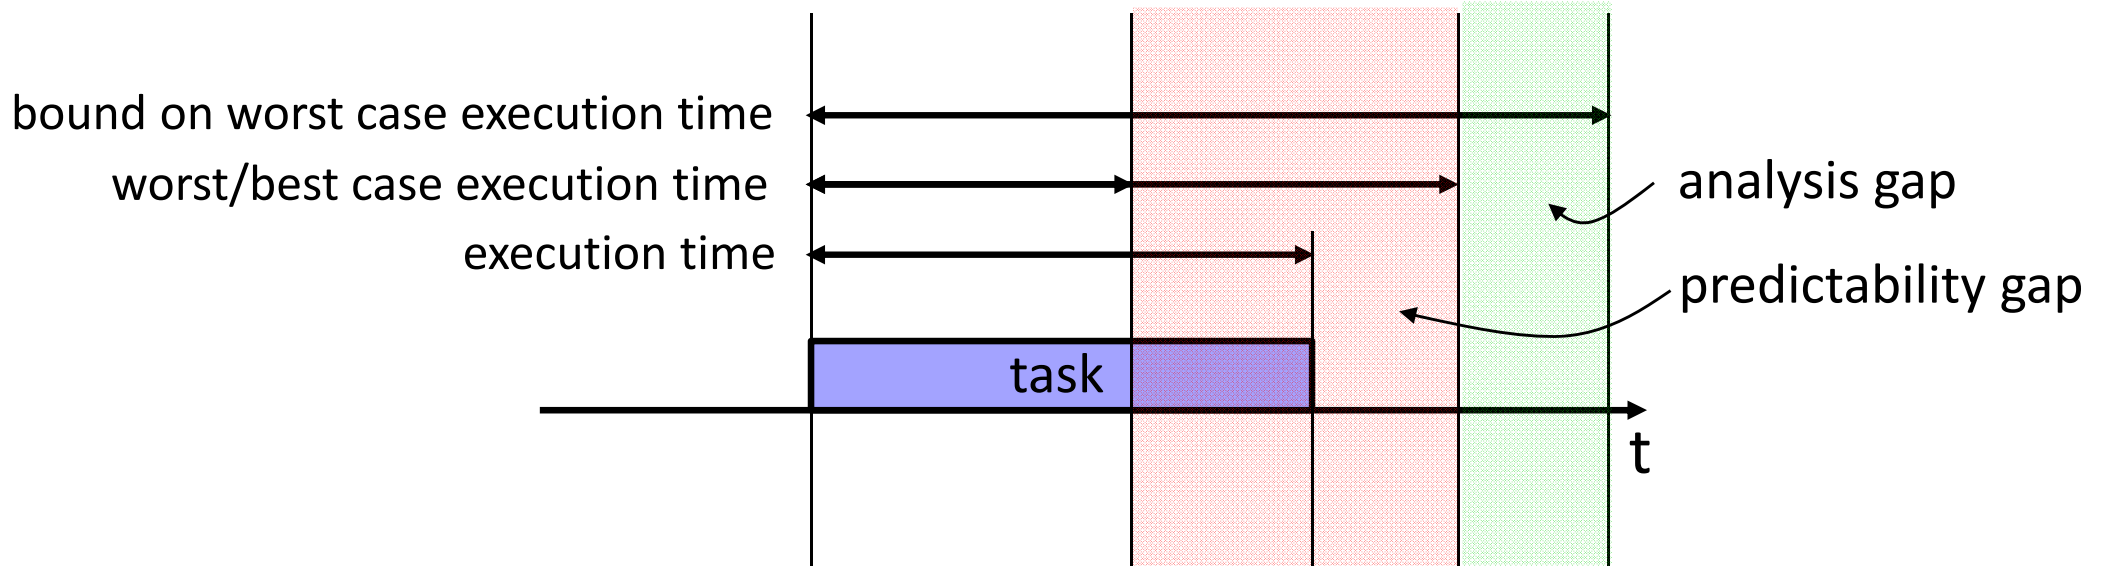 bound on worst case execution time
worst/best case execution time
analysis gap
execution time
predictability gap
task
t